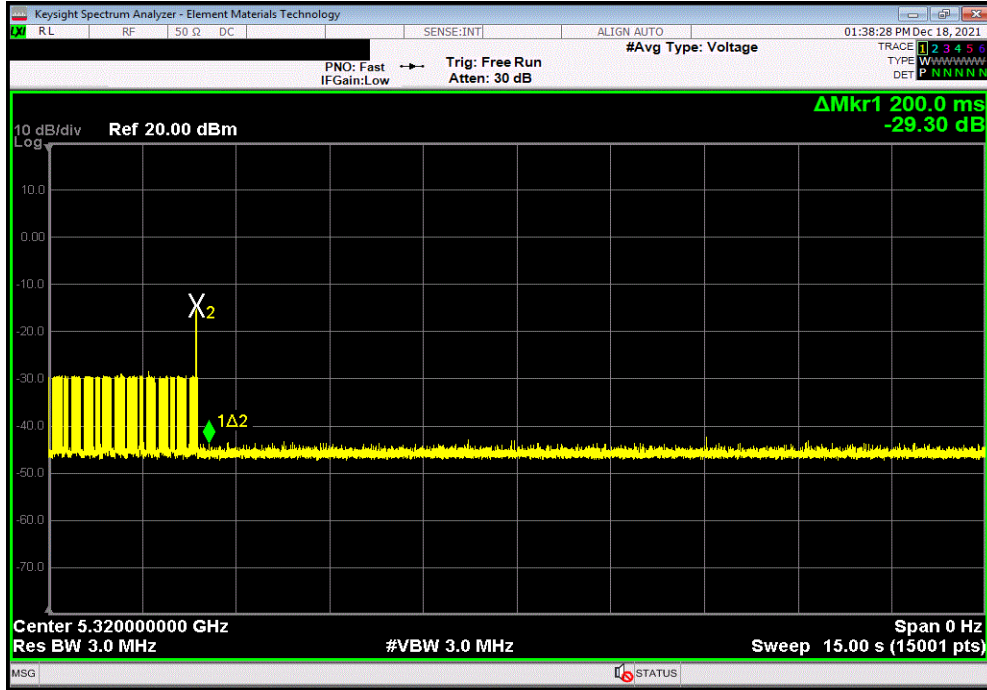 Keysight Spectrum Analyzer - Element Materials Technology
LXI RL RF 50 Ω DC SENSE:INT ALIGN AUTO 01:38:28 PM Dec 18, 2021
#Avg Type: Voltage TRACE 1 2 3 4 5 6
PNO: Fast Trig: Free Run TYPE WWWWWWW
IFGain:Low Atten: 30 dB DET P N N N N N
ΔMkr1 200.0 ms
10 dB/div Ref 20.00 dBm -29.30 dB
Log
10.0
0.00
-10.0
X2
-20.0
-30.0
-40.0
1Δ2
-50.0
-60.0
-70.0
Center 5.320000000 GHz Span 0 Hz
Res BW 3.0 MHz #VBW 3.0 MHz Sweep 15.00 s (15001 pts)
MSG STATUS